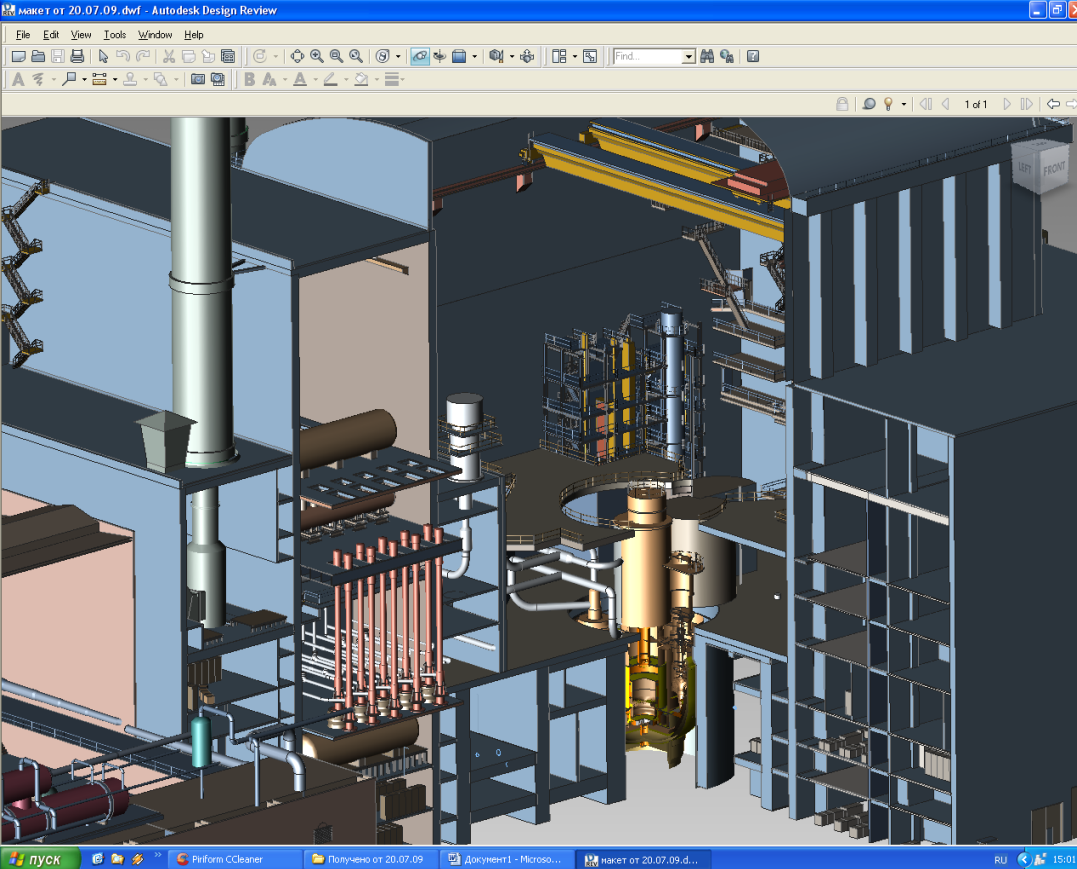 макет от 20.07.09.dwf - Autodesk Design Review
File Edit View Tools Window Help
Find...
1 of 1
LEFT FRONT
пуск
Piriform CCleaner
Получено от 20.07.09
Документ1 - Microso...
макет от 20.07.09.d...
RU
15:01